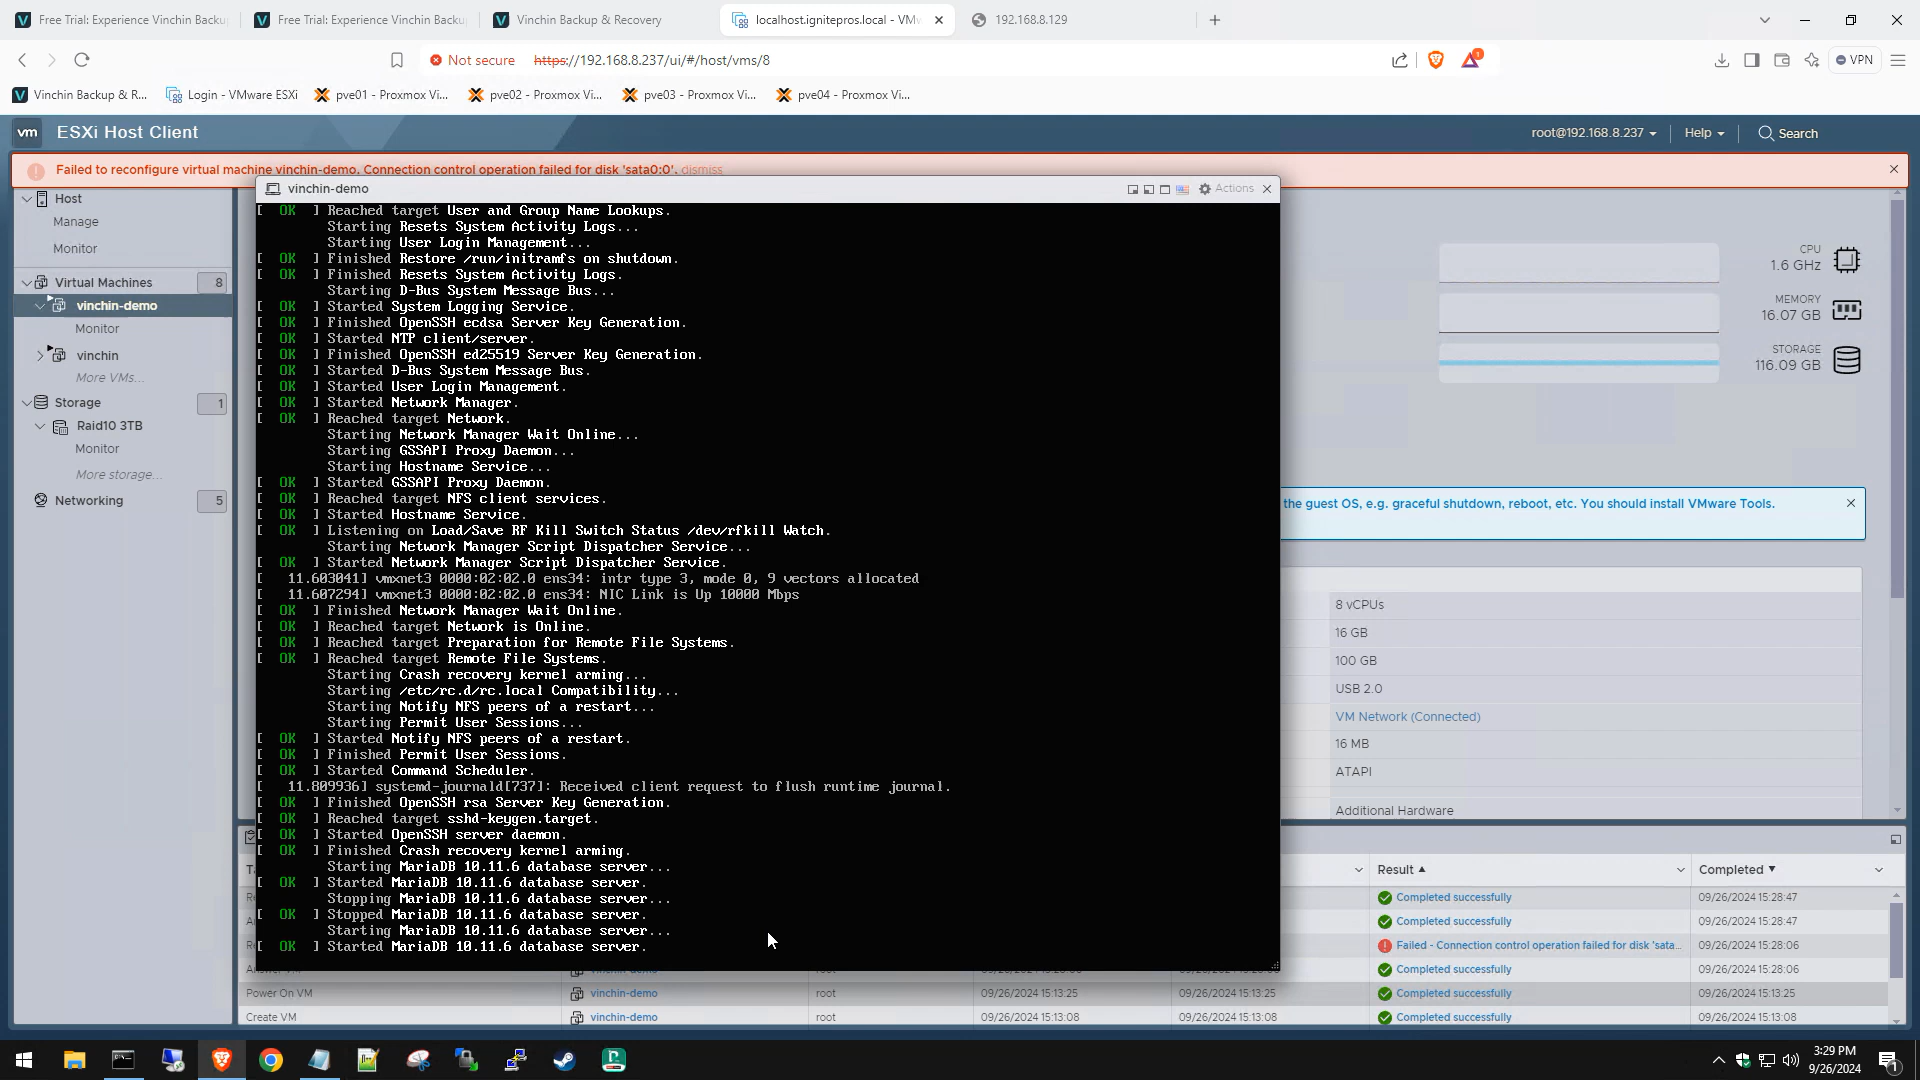 Free Trial: Experience Vinchin Backu
Free Trial: Experience Vinchin Backu
Vinchin Backup & Recovery
localhost.ignitepros.local - VM
192.168.8.129
Not secure
https://192.168.8.237/ui/#/host/vms/8
1
VPN
Vinchin Backup & R...
Login - VMware ESXi
pve01 - Proxmox Vi...
pve02 - Proxmox Vi...
pve03 - Proxmox Vi...
pve04 - Proxmox Vi...
vm
ESXi Host Client
root@192.168.8.237
Help
Search
Failed to reconfigure virtual machine vinchin-demo. Connection control operation failed for disk 'sata0:0'. dismiss
Host
Manage
Monitor
Virtual Machines
8
vinchin-demo
Monitor
vinchin
More VMs...
Storage
1
Raid10 3TB
Monitor
More storage...
Networking
5
vinchin-demo
Actions
[ OK ] Reached target User and Group Name Lookups.
Starting Resets System Activity Logs...
Starting User Login Management...
[ OK ] Finished Restore /run/initramfs on shutdown.
[ OK ] Finished Resets System Activity Logs.
Starting D-Bus System Message Bus...
[ OK ] Started System Logging Service.
[ OK ] Finished OpenSSH ecdsa Server Key Generation.
[ OK ] Started NTP client/server.
[ OK ] Finished OpenSSH ed25519 Server Key Generation.
[ OK ] Started D-Bus System Message Bus.
[ OK ] Started User Login Management.
[ OK ] Started Network Manager.
[ OK ] Reached target Network.
Starting Network Manager Wait Online...
Starting GSSAPI Proxy Daemon...
Starting Hostname Service...
[ OK ] Started GSSAPI Proxy Daemon.
[ OK ] Reached target NFS client services.
[ OK ] Started Hostname Service.
[ OK ] Listening on Load/Save RF Kill Switch Status /dev/rfkill Watch.
Starting Network Manager Script Dispatcher Service...
[ OK ] Started Network Manager Script Dispatcher Service.
[ 11.603041] vmxnet3 0000:02:02.0 ens34: intr type 3, mode 0, 9 vectors allocated
[ 11.607294] vmxnet3 0000:02:02.0 ens34: NIC Link is Up 10000 Mbps
[ OK ] Finished Network Manager Wait Online.
[ OK ] Reached target Network is Online.
[ OK ] Reached target Preparation for Remote File Systems.
[ OK ] Reached target Remote File Systems.
Starting Crash recovery kernel arming...
Starting /etc/rc.d/rc.local Compatibility...
Starting Notify NFS peers of a restart...
Starting Permit User Sessions...
[ OK ] Started Notify NFS peers of a restart.
[ OK ] Finished Permit User Sessions.
[ OK ] Started Command Scheduler.
[ 11.809936] systemd-journald[737]: Received client request to flush runtime journal.
[ OK ] Finished OpenSSH rsa Server Key Generation.
[ OK ] Reached target sshd-keygen.target.
[ OK ] Started OpenSSH server daemon.
[ OK ] Finished Crash recovery kernel arming.
Starting MariaDB 10.11.6 database server...
[ OK ] Started MariaDB 10.11.6 database server.
Stopping MariaDB 10.11.6 database server...
[ OK ] Stopped MariaDB 10.11.6 database server.
Starting MariaDB 10.11.6 database server...
[ OK ] Started MariaDB 10.11.6 database server.
CPU
1.6 GHz
MEMORY
16.07 GB
STORAGE
116.09 GB
the guest OS, e.g. graceful shutdown, reboot, etc. You should install VMware Tools.
8 vCPUs
16 GB
100 GB
USB 2.0
VM Network (Connected)
16 MB
ATAPI
Additional Hardware
Result
Completed
Completed successfully
09/26/2024 15:28:47
Completed successfully
09/26/2024 15:28:47
Failed - Connection control operation failed for disk 'sata...
09/26/2024 15:28:06
Completed successfully
09/26/2024 15:28:06
Power On VM
vinchin-demo
root
09/26/2024 15:13:25
09/26/2024 15:13:25
Completed successfully
09/26/2024 15:13:25
Create VM
vinchin-demo
root
09/26/2024 15:13:08
09/26/2024 15:13:08
Completed successfully
09/26/2024 15:13:08
3:29 PM
9/26/2024
1